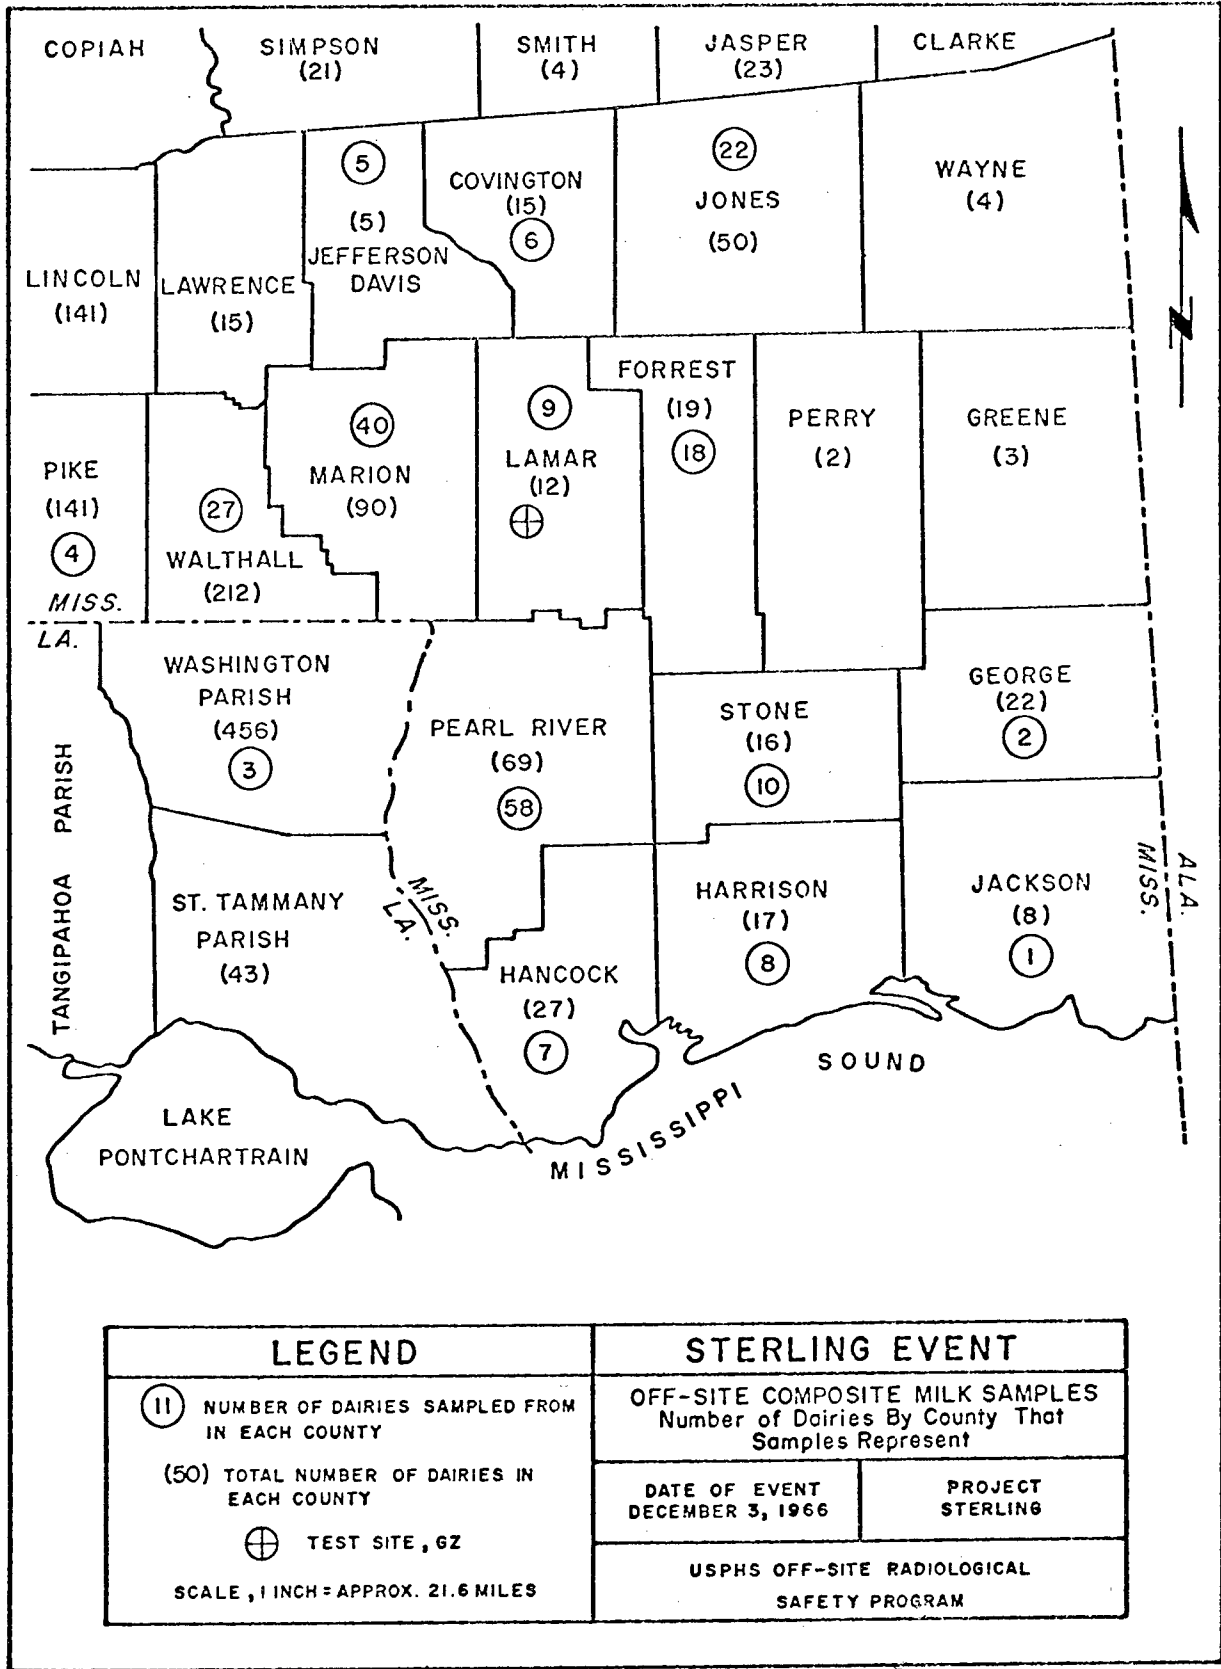 COPIAH
SIMPSON
(21)
SMITH
(4)
JASPER
(23)
CLARKE
5
(5)
JEFFERSON
DAVIS
COVINGTON
(15)
6
22
JONES
(50)
WAYNE
(4)
LINCOLN
(141)
LAWRENCE
(15)
N
PIKE
(141)
4
MISS.
LA.
27
WALTHALL
(212)
40
MARION
(90)
9
LAMAR
(12)
FORREST
(19)
18
PERRY
(2)
GREENE
(3)
WASHINGTON
PARISH
(456)
3
PEARL RIVER
(69)
58
STONE
(16)
10
GEORGE
(22)
2
TANGIPAHOA PARISH
ST. TAMMANY
PARISH
(43)
MISS.
LA.
HANCOCK
(27)
7
HARRISON
(17)
8
JACKSON
(8)
1
MISS.
ALA.
LAKE
PONTCHARTRAIN
MISSISSIPPI SOUND
LEGEND
11 NUMBER OF DAIRIES SAMPLED FROM
IN EACH COUNTY
(50) TOTAL NUMBER OF DAIRIES IN
EACH COUNTY
TEST SITE, GZ
SCALE, 1 INCH = APPROX. 21.6 MILES
STERLING EVENT
OFF-SITE COMPOSITE MILK SAMPLES
Number of Dairies By County That
Samples Represent
DATE OF EVENT
DECEMBER 3, 1966
PROJECT
STERLING
USPHS OFF-SITE RADIOLOGICAL
SAFETY PROGRAM